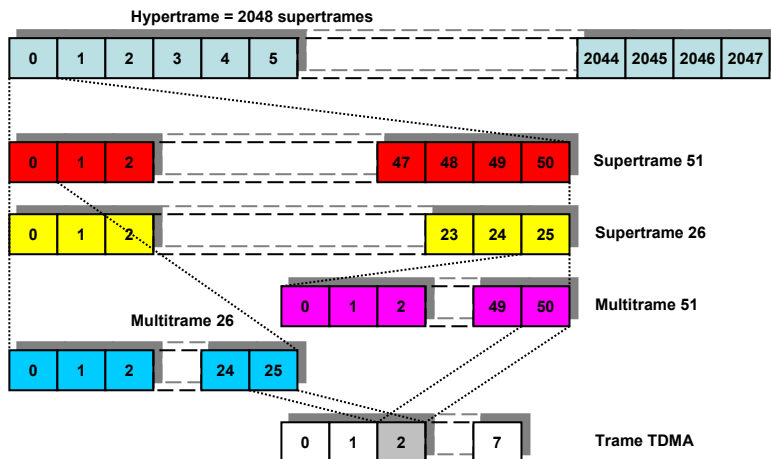 Hypertrame = 2048 supertrames
0 1 2 3 4 5 2044 2045 2046 2047
0 1 2 47 48 49 50 Supertrame 51
0 1 2 23 24 25 Supertrame 26
0 1 2 49 50 Multitrame 51
Multitrame 26
0 1 2 24 25
0 1 2 7 Trame TDMA